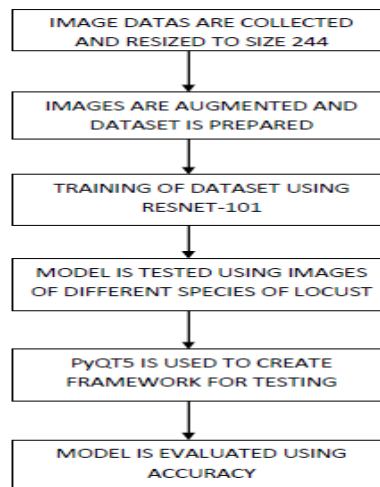 IMAGE DATAS ARE COLLECTED
AND RESIZED TO SIZE 244
IMAGES ARE AUGMENTED AND
DATASET IS PREPARED
TRAINING OF DATASET USING
RESNET-101
MODEL IS TESTED USING IMAGES
OF DIFFERENT SPECIES OF LOCUST
PyQT5 IS USED TO CREATE
FRAMEWORK FOR TESTING
MODEL IS EVALUATED USING
ACCURACY